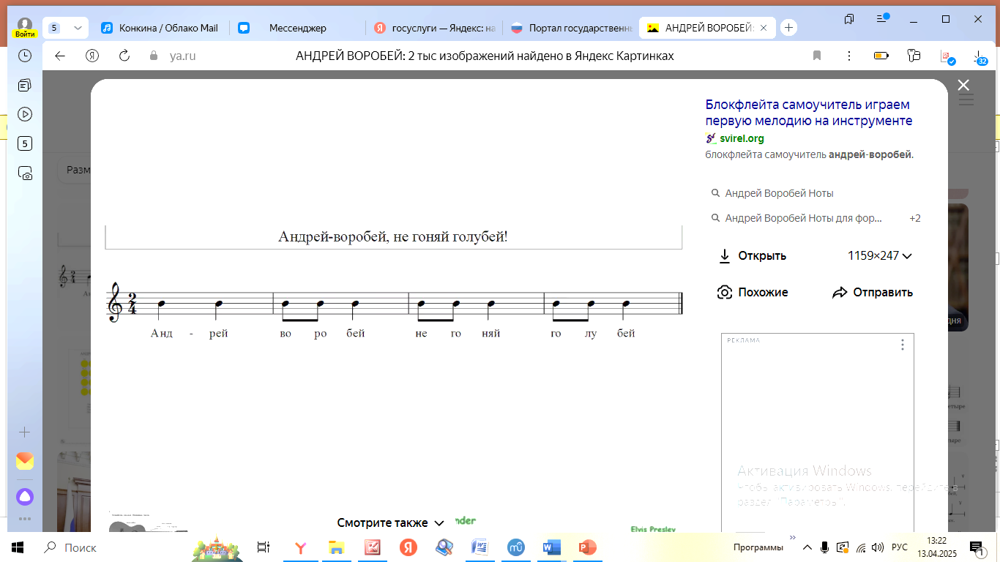 Войти
5
Конкина / Облако Mail
Мессенджер
госуслуги — Яндекс: на
Портал государственн
АНДРЕЙ ВОРОБЕЙ:
ya.ru
АНДРЕЙ ВОРОБЕЙ: 2 тыс изображений найдено в Яндекс Картинках
32
5
Разм
Андрей-воробей, не гоняй голубей!
2
4
Анд - рей во ро бей не го няй го лу бей
Блокфлейта самоучитель играем
первую мелодию на инструменте
svirel.org
блокфлейта самоучитель андрей-воробей.
Андрей Воробей Ноты
Андрей Воробей Ноты для фор... +2
Открыть 1159×247
Похожие Отправить
РЕКЛАМА
дня
Активация Windows
Чтобы активировать Windows, перейдите в
раздел "Параметры".
Смотрите также
nder
Elvis Presley
Поиск
Программы
РУС
13:22
13.04.2025
1